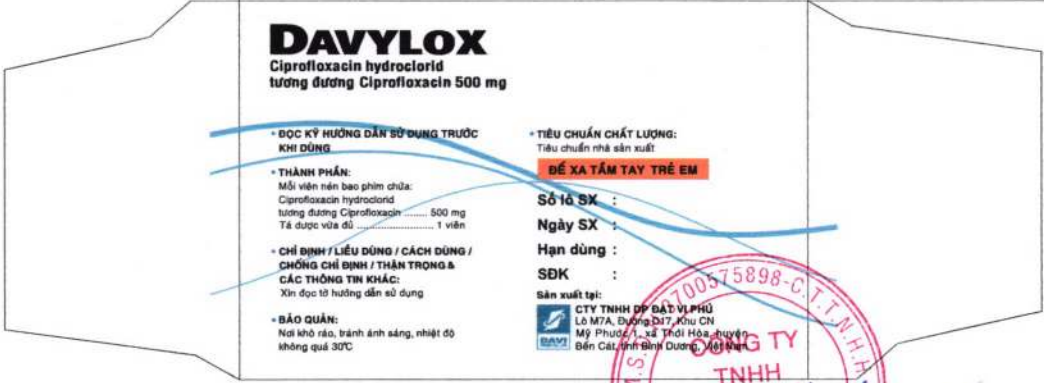 DAVYLOX
Ciprofloxacin hydroclorid
tương đương Ciprofloxacin 500 mg
• ĐỌC KỸ HƯỚNG DẪN SỬ DỤNG TRƯỚC
KHI DÙNG
• THÀNH PHẦN:
Mỗi viên nén bao phim chứa:
Ciprofloxacin hydroclorid
tương đương Ciprofloxacin ........ 500 mg
Tá dược vừa đủ ........................... 1 viên
• CHỈ ĐỊNH / LIỀU DÙNG / CÁCH DÙNG /
CHỐNG CHỈ ĐỊNH / THẬN TRỌNG &
CÁC THÔNG TIN KHÁC:
Xin đọc tờ hướng dẫn sử dụng
• BẢO QUẢN:
Nơi khô ráo, tránh ánh sáng, nhiệt độ
không quá 30°C
• TIÊU CHUẨN CHẤT LƯỢNG:
Tiêu chuẩn nhà sản xuất
ĐỂ XA TẦM TAY TRẺ EM
Số lô SX :
Ngày SX :
Hạn dùng :
SĐK :
Sản xuất tại:
CTY TNHH DP ĐẠT VI PHÚ
Lô M7A, Đường D17, Khu CN
Mỹ Phước 1, xã Thới Hòa, huyện
Bến Cát, tỉnh Bình Dương, Việt Nam
DAVI
700575898-C.T.T.N.H.H
CÔNG TY
TNHH